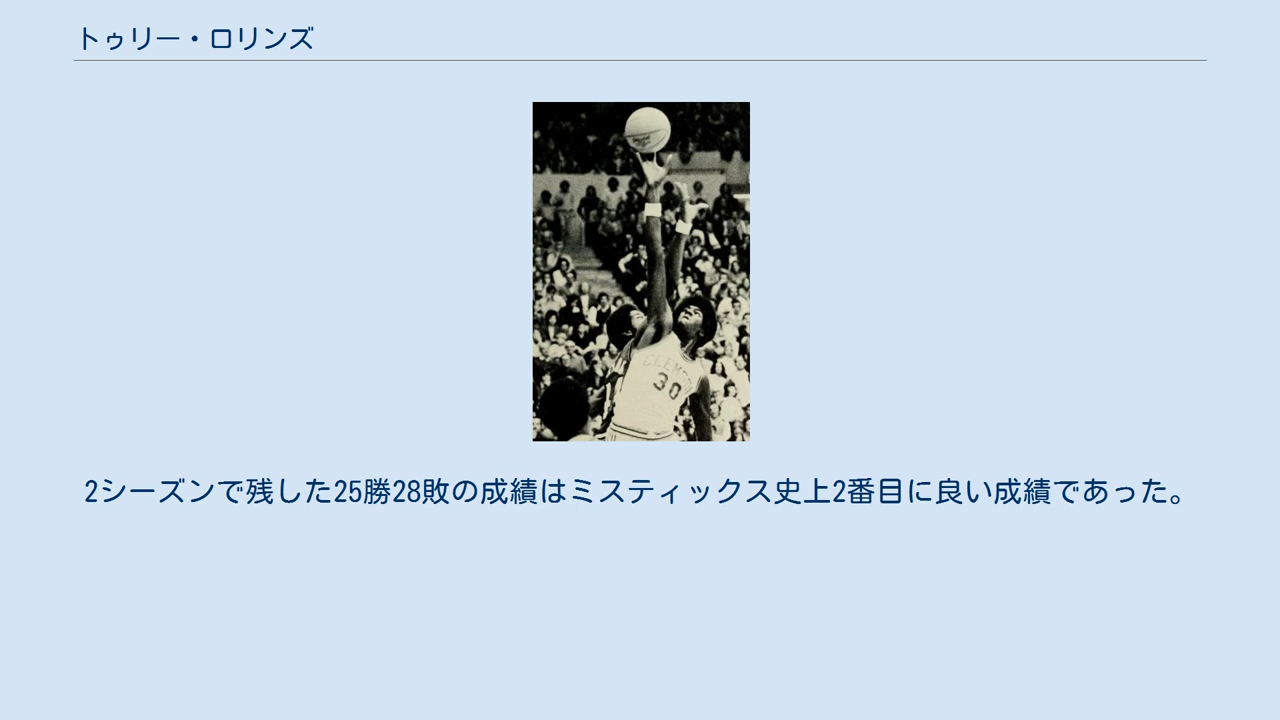 トゥリー・ロリンズ
CLEMSON
30
2シーズンで残した25勝28敗の成績はミスティックス史上2番目に良い成績であった。